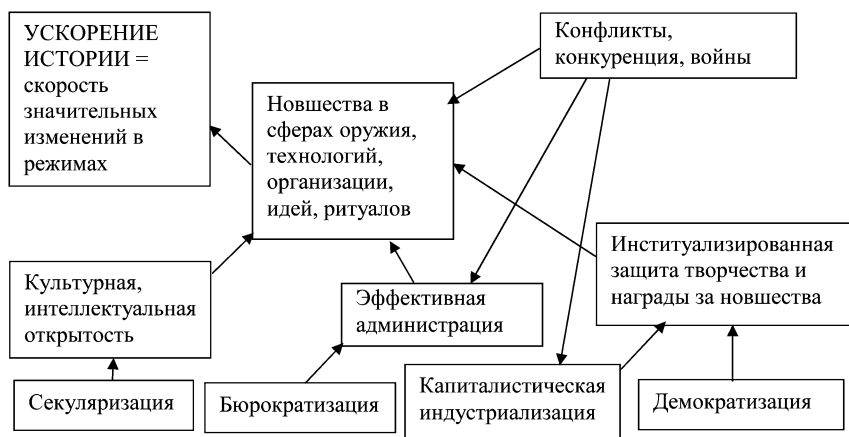 УСКОРЕНИЕ
ИСТОРИИ =
скорость
значительных
изменений в
режимах
Конфликты,
конкуренция, войны
Новшества в
сферах оружия,
технологий,
организации,
идей, ритуалов
Институализированная
защита творчества и
награды за новшества
Культурная,
интеллектуальная
открытость
Эффективная
администрация
Секуляризация
Бюрократизация
Капиталистическая
индустриализация
Демократизация